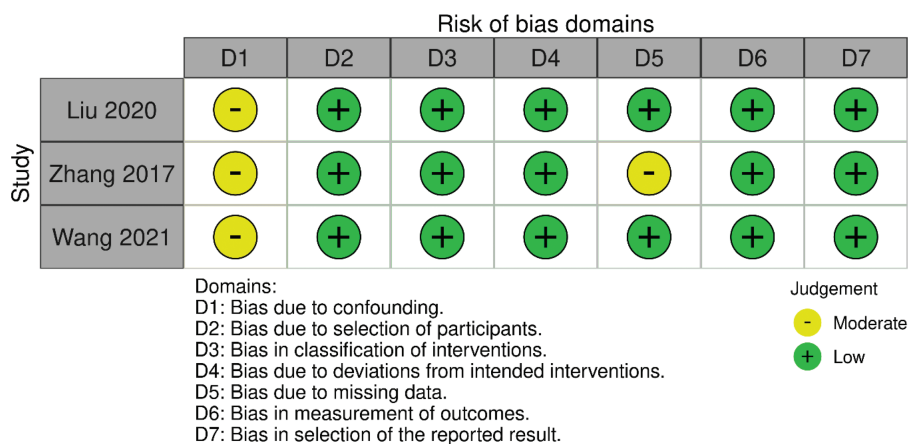 Risk of bias domains
D1 D2 D3 D4 D5 D6 D7
Study
Liu 2020 - + + + + + +
Zhang 2017 - + + + - + +
Wang 2021 - + + + + + +
Domains:
D1: Bias due to confounding.
D2: Bias due to selection of participants.
D3: Bias in classification of interventions.
D4: Bias due to deviations from intended interventions.
D5: Bias due to missing data.
D6: Bias in measurement of outcomes.
D7: Bias in selection of the reported result.
Judgement
- Moderate
+ Low